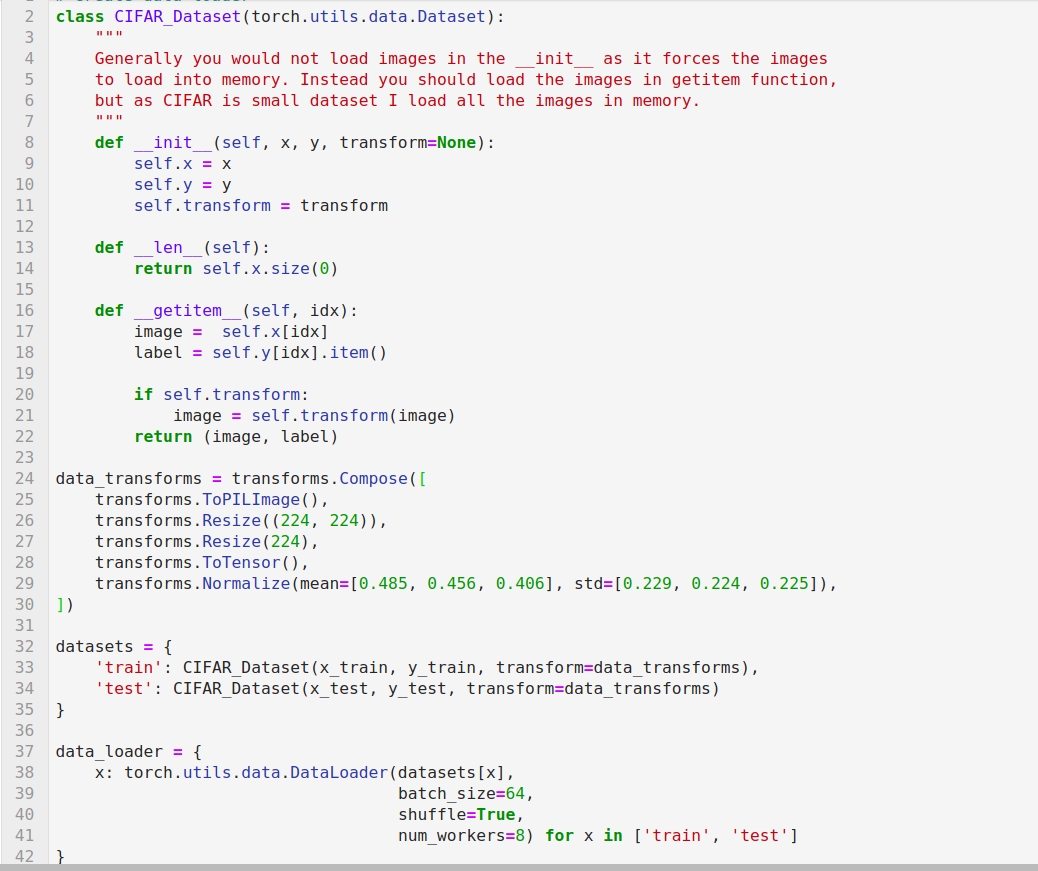 2 class CIFAR_Dataset(torch.utils.data.Dataset):
3     """
4     Generally you would not load images in the __init__ as it forces the images
5     to load into memory. Instead you should load the images in getitem function,
6     but as CIFAR is small dataset I load all the images in memory.
7     """
8     def __init__(self, x, y, transform=None):
9         self.x = x
10         self.y = y
11         self.transform = transform
12
13     def __len__(self):
14         return self.x.size(0)
15
16     def __getitem__(self, idx):
17         image =  self.x[idx]
18         label = self.y[idx].item()
19
20         if self.transform:
21             image = self.transform(image)
22         return (image, label)
23
24 data_transforms = transforms.Compose([
25     transforms.ToPILImage(),
26     transforms.Resize((224, 224)),
27     transforms.Resize(224),
28     transforms.ToTensor(),
29     transforms.Normalize(mean=[0.485, 0.456, 0.406], std=[0.229, 0.224, 0.225]),
30 ])
31
32 datasets = {
33     'train': CIFAR_Dataset(x_train, y_train, transform=data_transforms),
34     'test': CIFAR_Dataset(x_test, y_test, transform=data_transforms)
35 }
36
37 data_loader = {
38     x: torch.utils.data.DataLoader(datasets[x],
39                                    batch_size=64,
40                                    shuffle=True,
41                                    num_workers=8) for x in ['train', 'test']
42 }